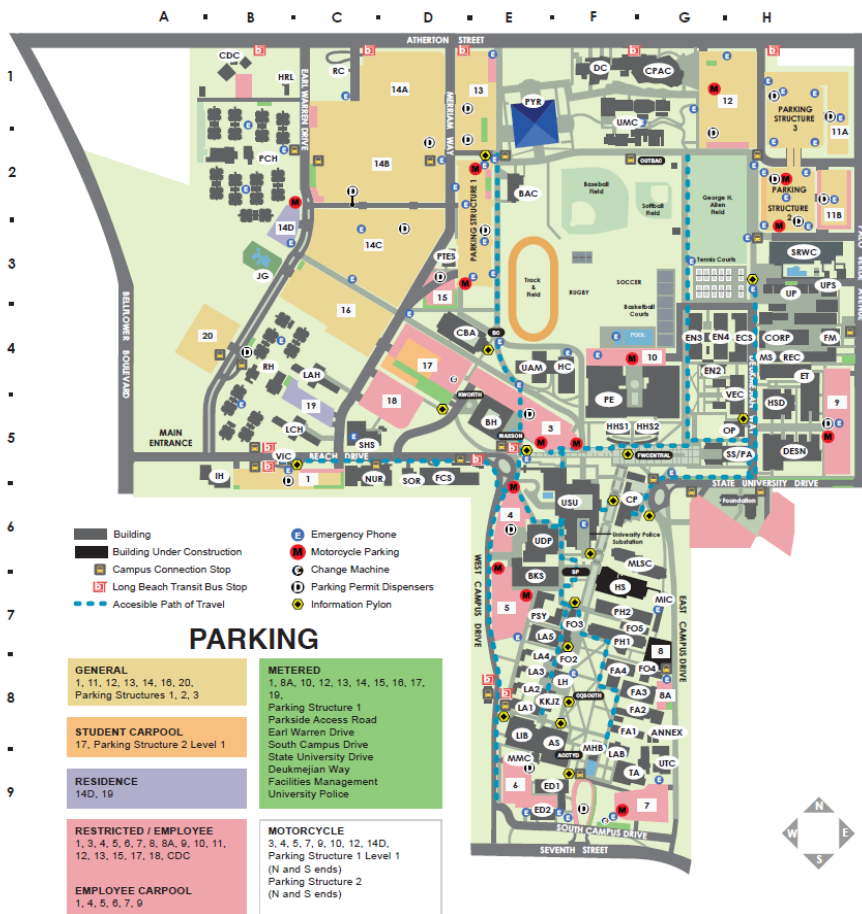 A · B · C · D · E · F · G · H
ATHERTON STREET
CDC
HRL
RC
EARL WARREN DRIVE
14A
MERRIAM WAY
13
PYR
DC
CPAC
UMC
12
PARKING
STRUCTURE
3
11A
1
PCH
14B
OUTBAD
2
BAC
Baseball
Field
Softball
Field
George H.
Allen
Field
PARKING
STRUCTURE
2
11B
14D
14C
PARKING STRUCTURE 1
PTES
JG
3
Track
&
Field
RUGBY
SOCCER
Basketball
Courts
Tennis Courts
SRWC
PALO VERDE AVENUE
UP
UPS
15
16
BELLFLOWER BOULEVARD
20
4
CBA
BC
UAM
HC
POOL
10
EN3
EN4
ECS
CORP
FM
MS
REC
ET
EN2
RH
LAH
17
PE
VEC
HSD
9
19
18
KWORTH
BH
3
HHS1
HHS2
OP
MAIN
ENTRANCE
5
LCH
SHS
MAXSON
FWCENTRAL
SS/PA
DESN
VIC
BEACH DRIVE
STATE UNIVERSITY DRIVE
IH
1
NUR
SOR
FCS
USU
CP
Foundation
6
4
University Police
Substation
UDP
Building
Building Under Construction
Campus Connection Stop
Long Beach Transit Bus Stop
Accesible Path of Travel
Emergency Phone
Motorcycle Parking
Change Machine
Parking Permit Dispensers
Information Pylon
WEST CAMPUS DRIVE
MLSC
BKS
SP
HS
MIC
7
5
PSY
PH2
FO3
FO5
EAST CAMPUS DRIVE
LA5
PH1
8
LA4
FO2
FA4
FO4
LA3
LH
FA3
8A
LA2
KKJZ
GQSOUTH
FA2
LA1
FA1
ANNEX
LIB
AS
MHB
LAB
UTC
MMC
TA
9
6
ED1
ED2
7
SOUTH CAMPUS DRIVE
SEVENTH STREET
N
W
E
S
PARKING
GENERAL
1, 11, 12, 13, 14, 16, 20,
Parking Structures 1, 2, 3
STUDENT CARPOOL
17, Parking Structure 2 Level 1
RESIDENCE
14D, 19
RESTRICTED / EMPLOYEE
1, 3, 4, 5, 6, 7, 8, 8A, 9, 10, 11,
12, 13, 15, 17, 18, CDC
EMPLOYEE CARPOOL
1, 4, 5, 6, 7, 9
METERED
1, 8A, 10, 12, 13, 14, 15, 16, 17,
19,
Parking Structure 1
Parkside Access Road
Earl Warren Drive
South Campus Drive
State University Drive
Deukmejian Way
Facilities Management
University Police
MOTORCYCLE
3, 4, 5, 7, 9, 10, 12, 14D,
Parking Structure 1 Level 1
(N and S ends)
Parking Structure 2
(N and S ends)